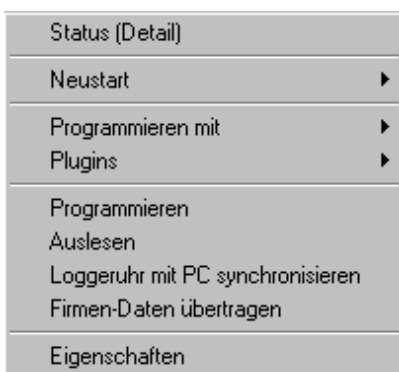 Status (Detail)
Neustart
Programmieren mit
Plugins
Programmieren
Auslesen
Loggeruhr mit PC synchronisieren
Firmen-Daten übertragen
Eigenschaften